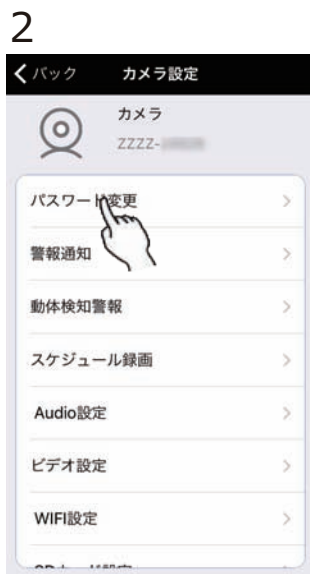 2
バック カメラ設定
カメラ
ZZZZ-
パスワード変更
警報通知
動体検知警報
スケジュール録画
Audio設定
ビデオ設定
WIFI設定